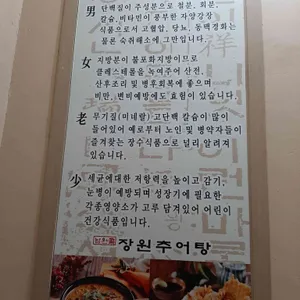 男 단백질이 주성분으로 철분, 회분,
칼슘, 비타민이 풍부한 자양강장
식품으로서 고혈압, 당뇨, 동맥경화는
물론 숙취해소에 그만입니다.
女 지방분이 불포화지방이므로
클레스테롤을 녹여주어 산전,
산후조리 및 병후회복에 좋으며
비만, 변비예방에도 효험이 있습니다.
老 무기질(미네랄)고단백 칼슘이 많이
들어있어 예로부터 노인 및 병약자들이
즐겨찾는 장수식품으로 널리 알려져
있습니다.
少 세균에대한 저항력을 높이고 감기,
눈병이 예방되며 성장기에 필요한
각종영양소가 고루 담겨있어 어린이
건강식품입니다.
장원추어탕